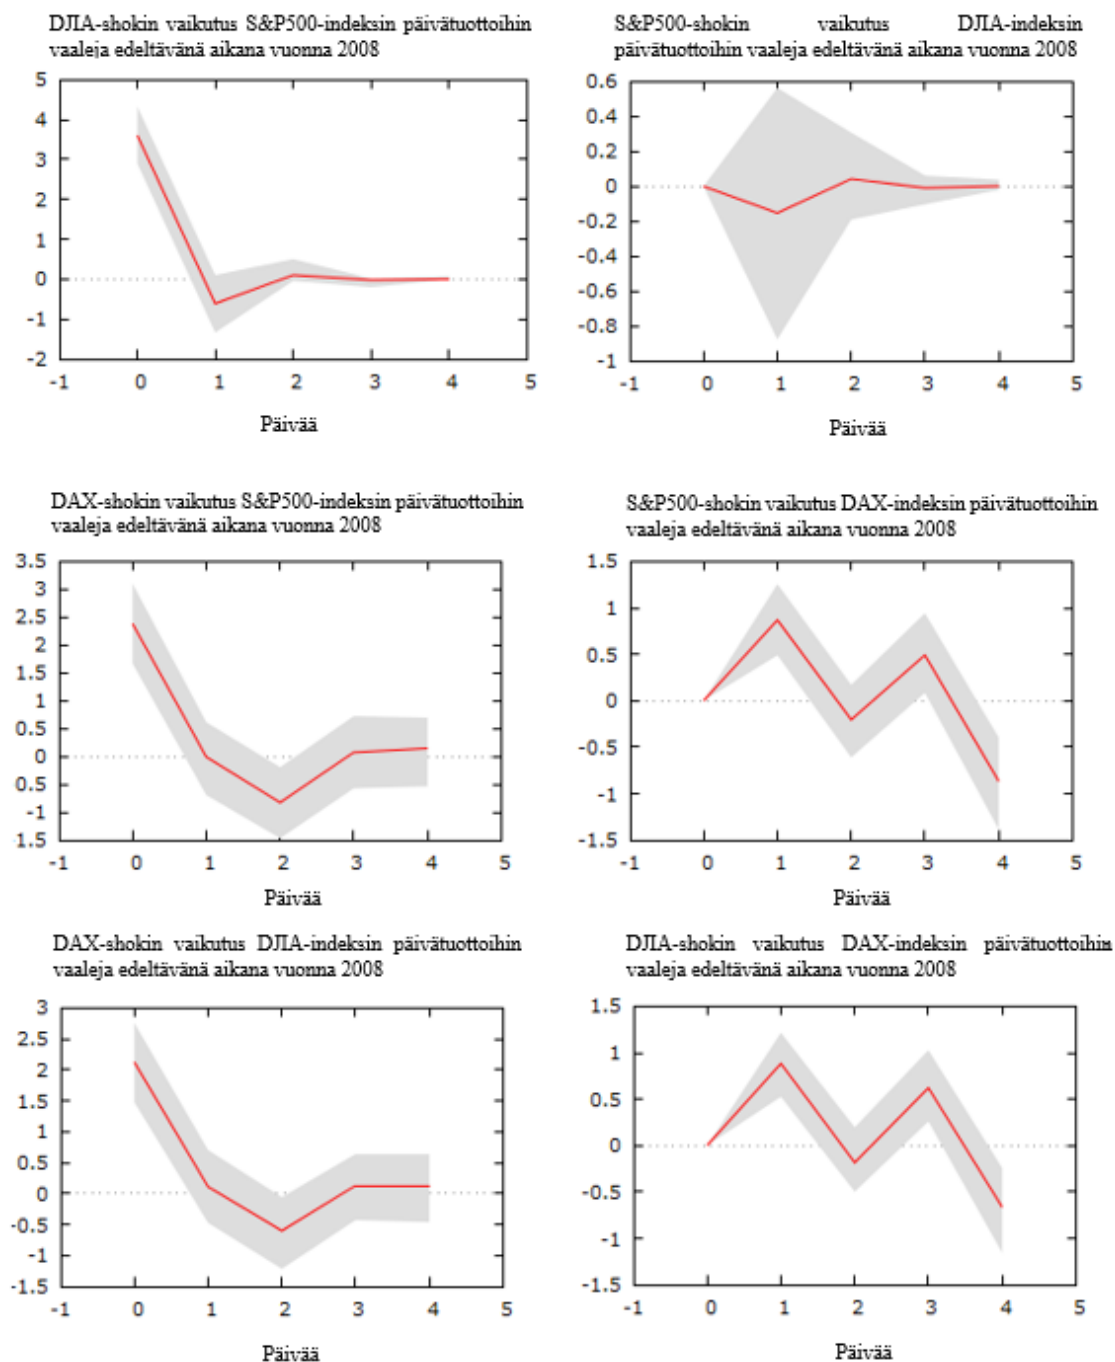 DJIA-shokin vaikutus S&P500-indeksin päivätuottoihin
vaaleja edeltävänä aikana vuonna 2008
5
4
3
2
1
0
-1
-2
-1 0 1 2 3 4 5
Päivää
S&P500-shokin vaikutus DJIA-indeksin
päivätuottoihin vaaleja edeltävänä aikana vuonna 2008
0.6
0.4
0.2
0
-0.2
-0.4
-0.6
-0.8
-1
-1 0 1 2 3 4 5
Päivää
DAX-shokin vaikutus S&P500-indeksin päivätuottoihin
vaaleja edeltävänä aikana vuonna 2008
3.5
3
2.5
2
1.5
1
0.5
0
0.5
-1
1.5
-1 0 1 2 3 4 5
Päivää
S&P500-shokin vaikutus DAX-indeksin päivätuottoihin
vaaleja edeltävänä aikana vuonna 2008
1.5
1
0.5
0
-0.5
-1
-1.5
-1 0 1 2 3 4 5
Päivää
DAX-shokin vaikutus DJIA-indeksin päivätuottoihin
vaaleja edeltävänä aikana vuonna 2008
3
2.5
2
1.5
1
0.5
0
-0.5
-1
-1.5
-1 0 1 2 3 4 5
Päivää
DJIA-shokin vaikutus DAX-indeksin päivätuottoihin
vaaleja edeltävänä aikana vuonna 2008
1.5
1
0.5
0
-0.5
-1
-1.5
-1 0 1 2 3 4 5
Päivää